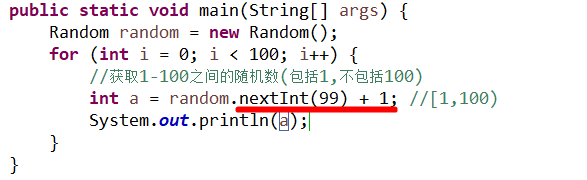 public static void main(String[] args) {
Random random = new Random();
for (int i = 0; i < 100; i++) {
//获取1-100之间的随机数(包括1,不包括100)
int a = random.nextInt(99) + 1; //[1,100)
System.out.println(a);
}
}